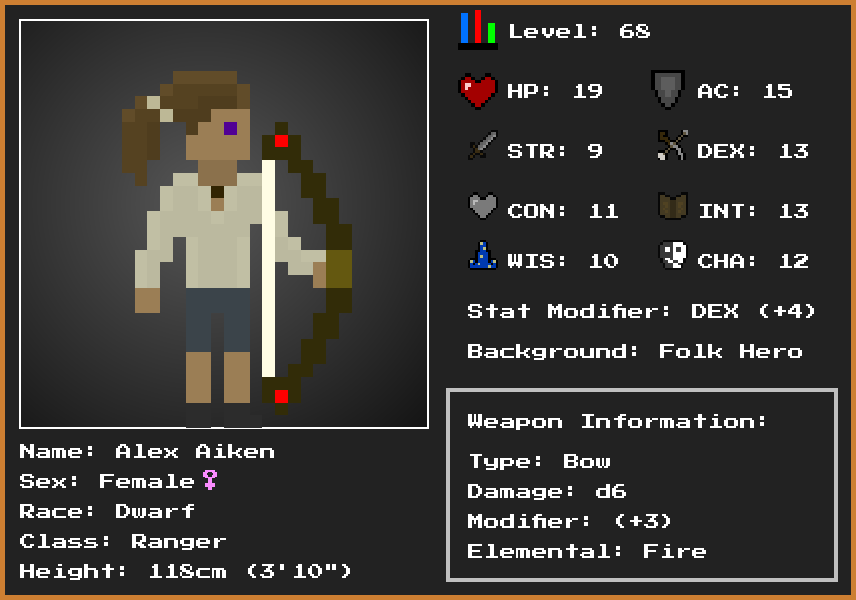 Level: 68
HP: 19 AC: 15
STR: 9 DEX: 13
CON: 11 INT: 13
WIS: 10 CHA: 12
Stat Modifier: DEX (+4)
Background: Folk Hero
Weapon Information:
Type: Bow
Damage: d6
Modifier: (+3)
Elemental: Fire
Name: Alex Aiken
Sex: Female♀
Race: Dwarf
Class: Ranger
Height: 118cm (3'10")